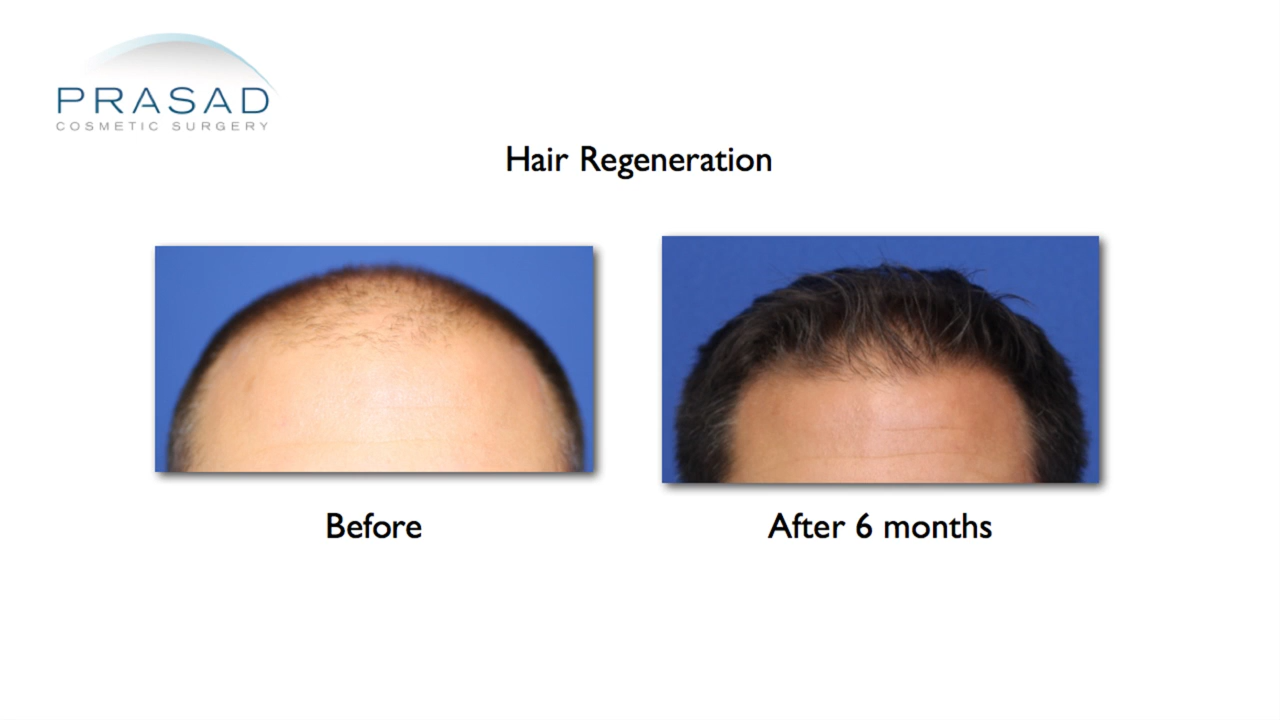 PRASAD
COSMETIC SURGERY
Hair Regeneration
Before
After 6 months